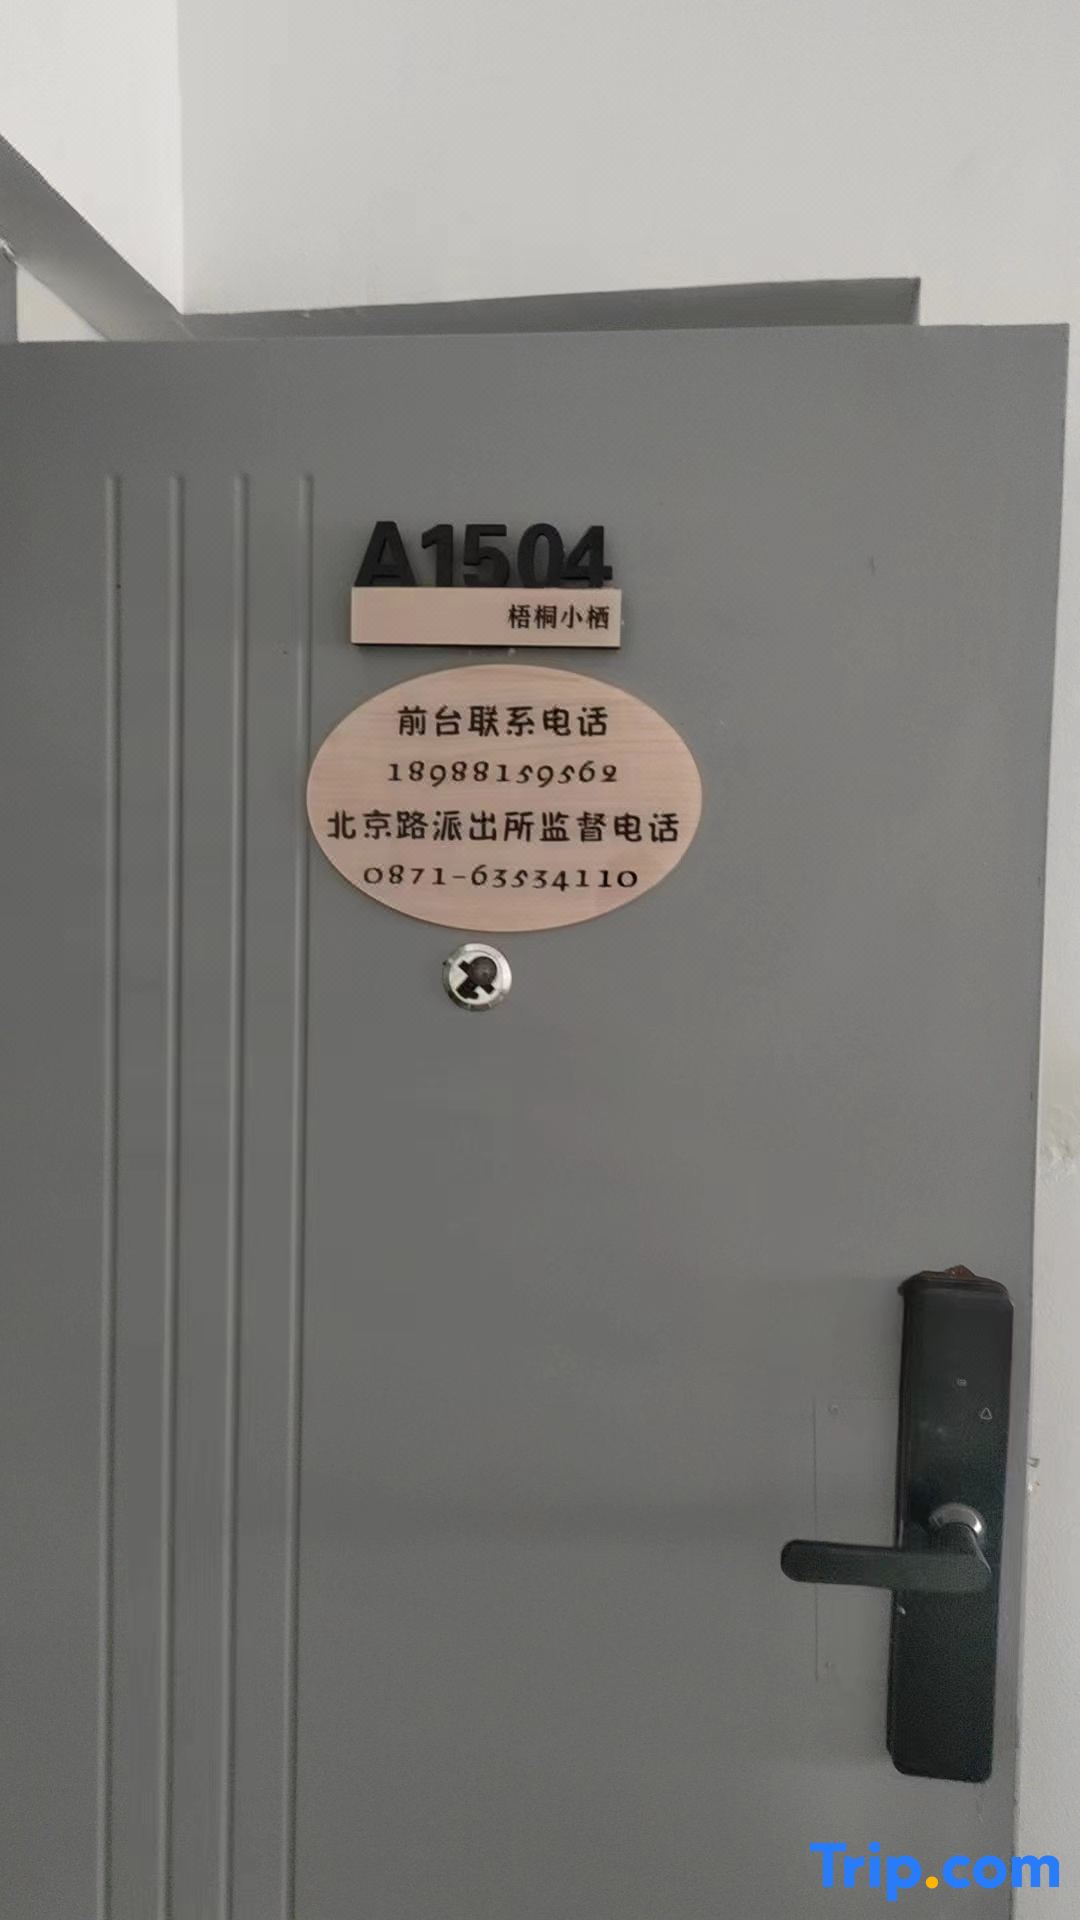 A1504
梧桐小栖
前台联系电话
18988159562
北京路派出所监督电话
0871-63534110
Trip.com